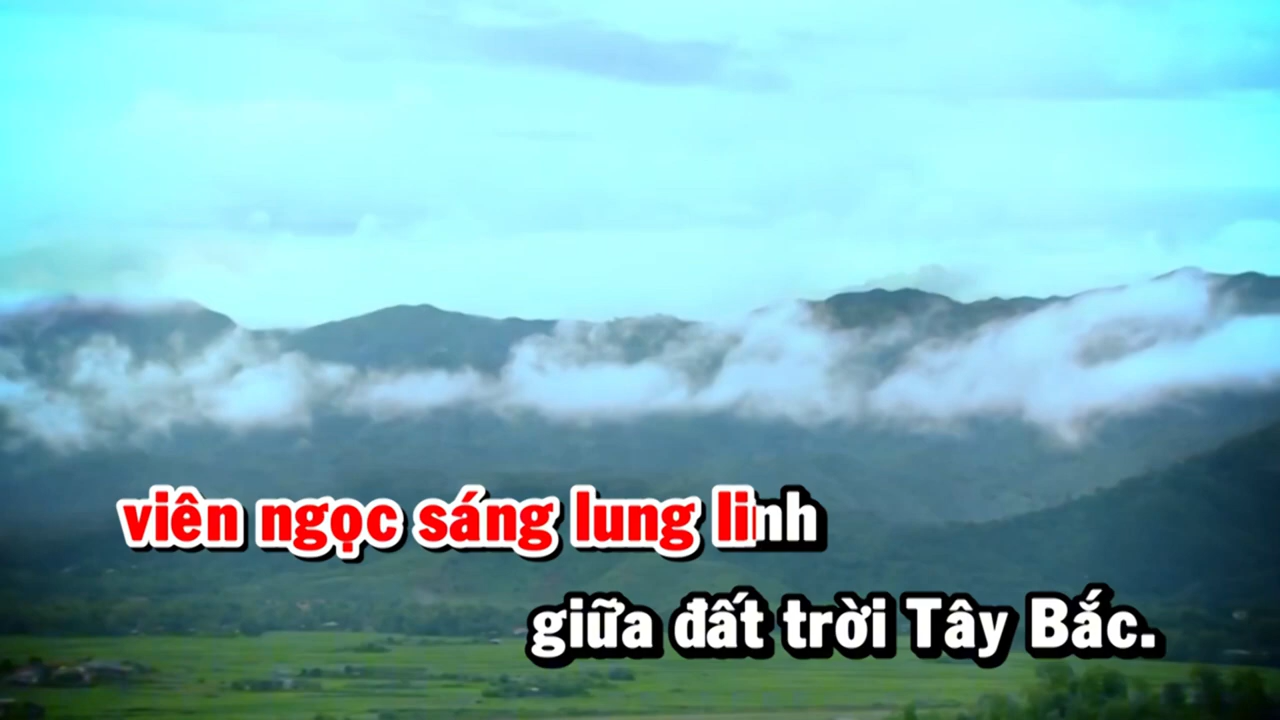 viên ngọc sáng lung linh
giữa đất trời Tây Bắc.